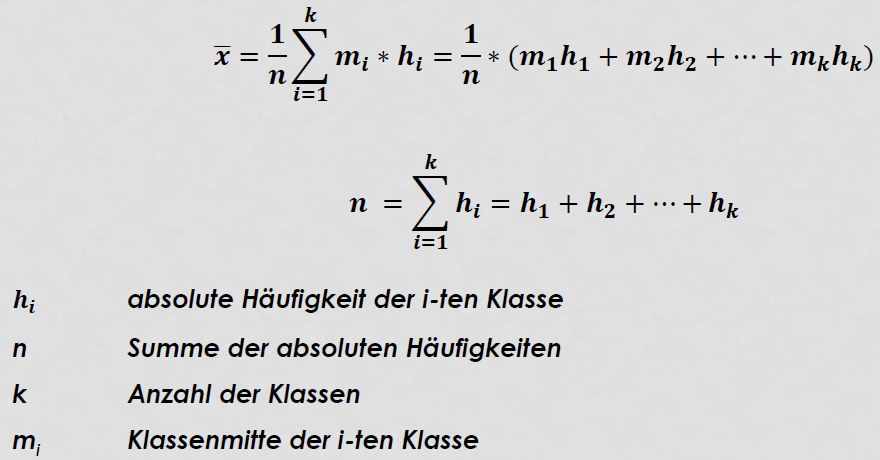 x̅ = 1/n ∑_{i=1}^{k} m_i * h_i = 1/n * (m_1h_1 + m_2h_2 + ⋯ + m_kh_k)
n = ∑_{i=1}^{k} h_i = h_1 + h_2 + ⋯ + h_k
h_i absolute Häufigkeit der i-ten Klasse
n Summe der absoluten Häufigkeiten
k Anzahl der Klassen
m_i Klassenmitte der i-ten Klasse